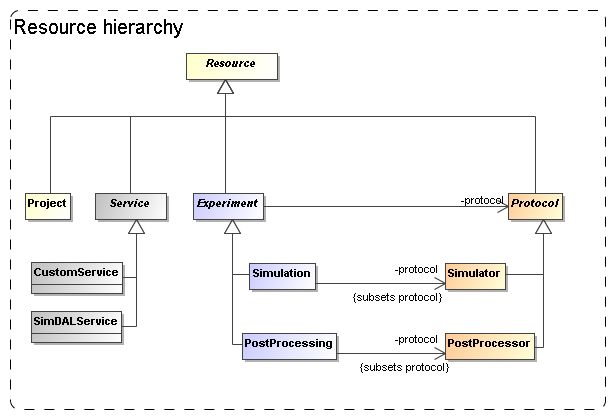 Resource hierarchy
Resource
Project
Service
Experiment
-protocol
Protocol
CustomService
Simulation
-protocol
{subsets protocol}
Simulator
SimDALService
PostProcessing
-protocol
{subsets protocol}
PostProcessor